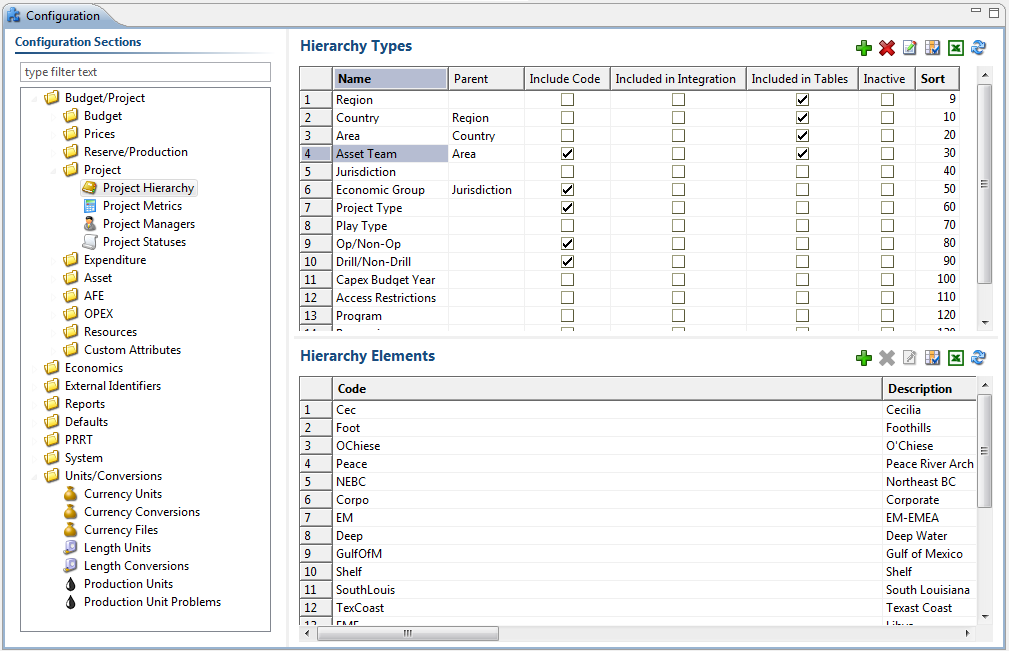 Configuration
Configuration Sections
type filter text
Budget/Project
Budget
Prices
Reserve/Production
Project
Project Hierarchy
Project Metrics
Project Managers
Project Statuses
Expenditure
Asset
AFE
OPEX
Resources
Custom Attributes
Economics
External Identifiers
Reports
Defaults
PRRT
System
Units/Conversions
Currency Units
Currency Conversions
Currency Files
Length Units
Length Conversions
Production Units
Production Unit Problems
Hierarchy Types
Name Parent Include Code Included in Integration Included in Tables Inactive Sort
1 Region 9
2 Country Region 10
3 Area Country 20
4 Asset Team Area 30
5 Jurisdiction 40
6 Economic Group Jurisdiction 50
7 Project Type 60
8 Play Type 70
9 Op/Non-Op 80
10 Drill/Non-Drill 90
11 Capex Budget Year 100
12 Access Restrictions 110
13 Program 120
Hierarchy Elements
Code Description
1 Cec Cecilia
2 Foot Foothills
3 OChiese O'Chiese
4 Peace Peace River Arch
5 NEBC Northeast BC
6 Corpo Corporate
7 EM EM-EMEA
8 Deep Deep Water
9 GulfOfM Gulf of Mexico
10 Shelf Shelf
11 SouthLouis South Louisiana
12 TexCoast Texast Coast